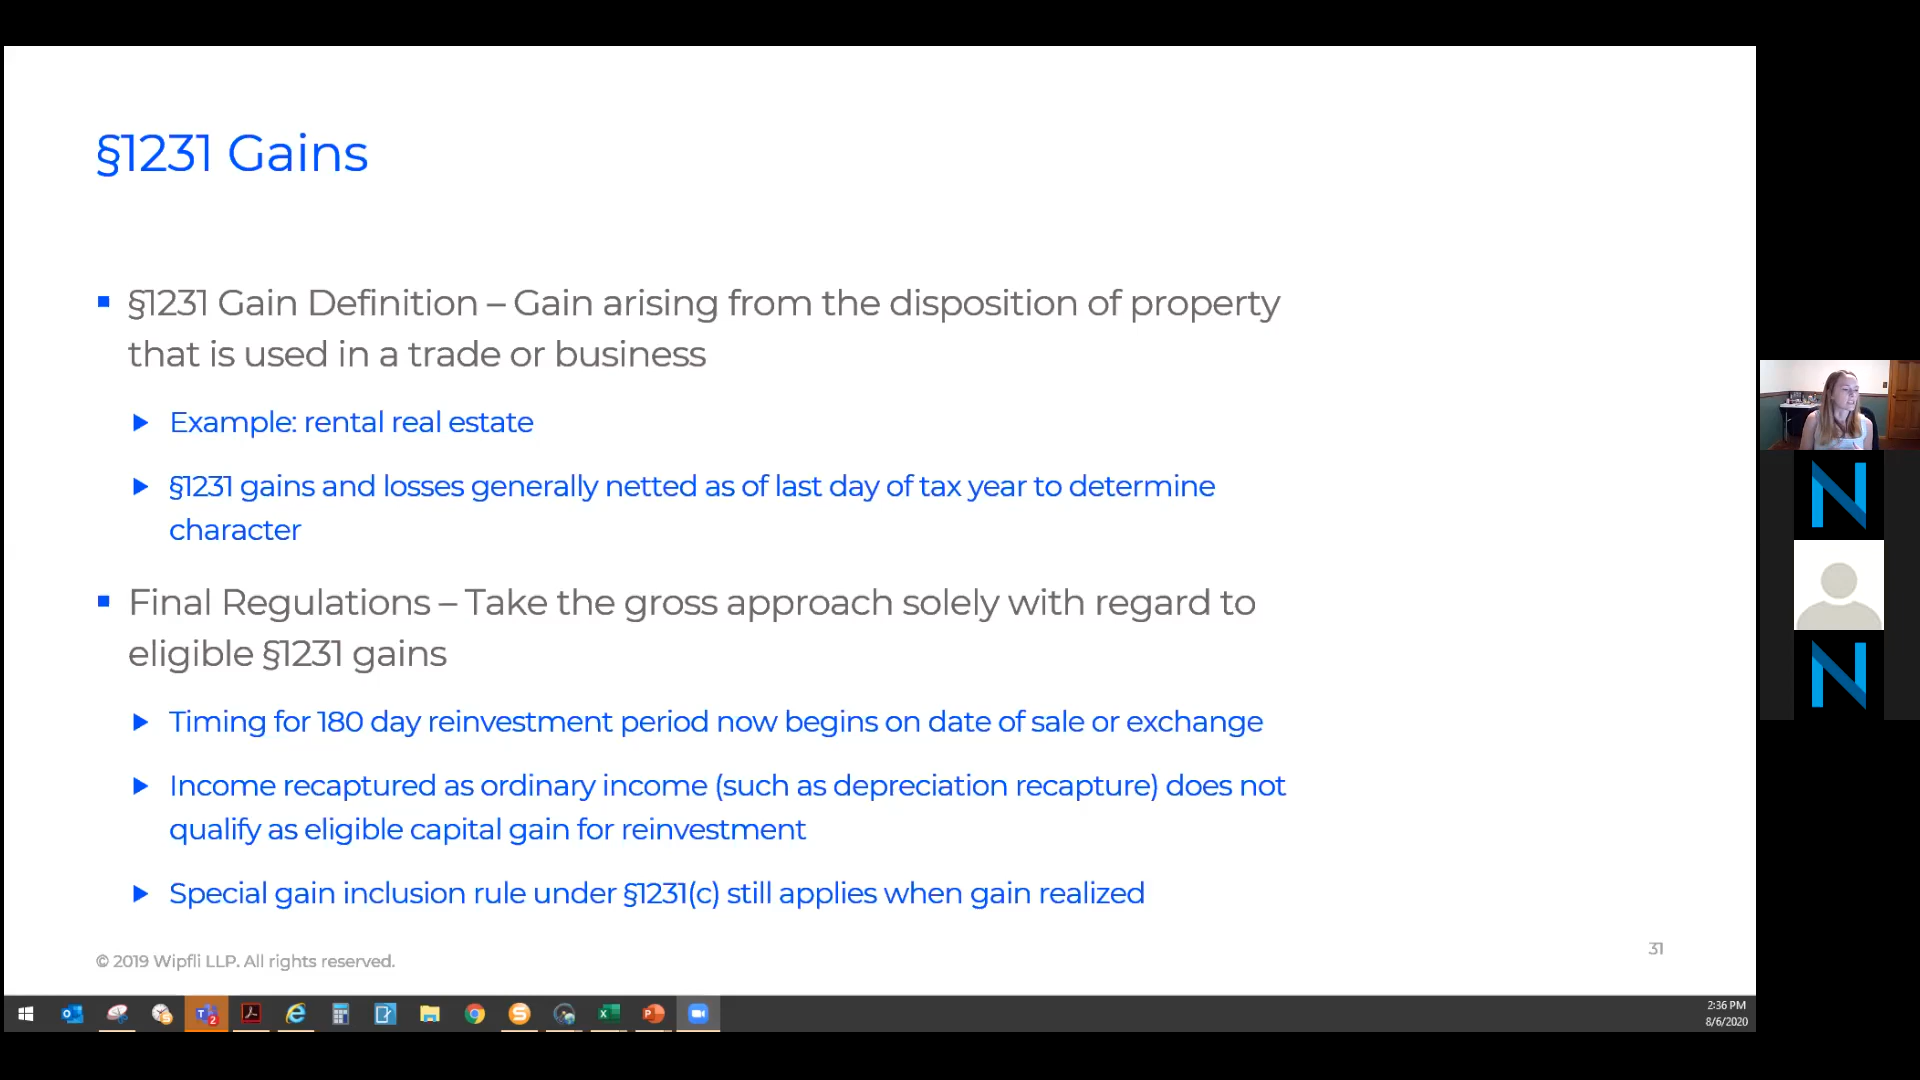 §1231 Gains
§1231 Gain Definition – Gain arising from the disposition of property
that is used in a trade or business
Example: rental real estate
§1231 gains and losses generally netted as of last day of tax year to determine
character
Final Regulations – Take the gross approach solely with regard to
eligible §1231 gains
Timing for 180 day reinvestment period now begins on date of sale or exchange
Income recaptured as ordinary income (such as depreciation recapture) does not
qualify as eligible capital gain for reinvestment
Special gain inclusion rule under §1231(c) still applies when gain realized
© 2019 Wipfli LLP. All rights reserved.
31
2:36 PM
8/6/2020